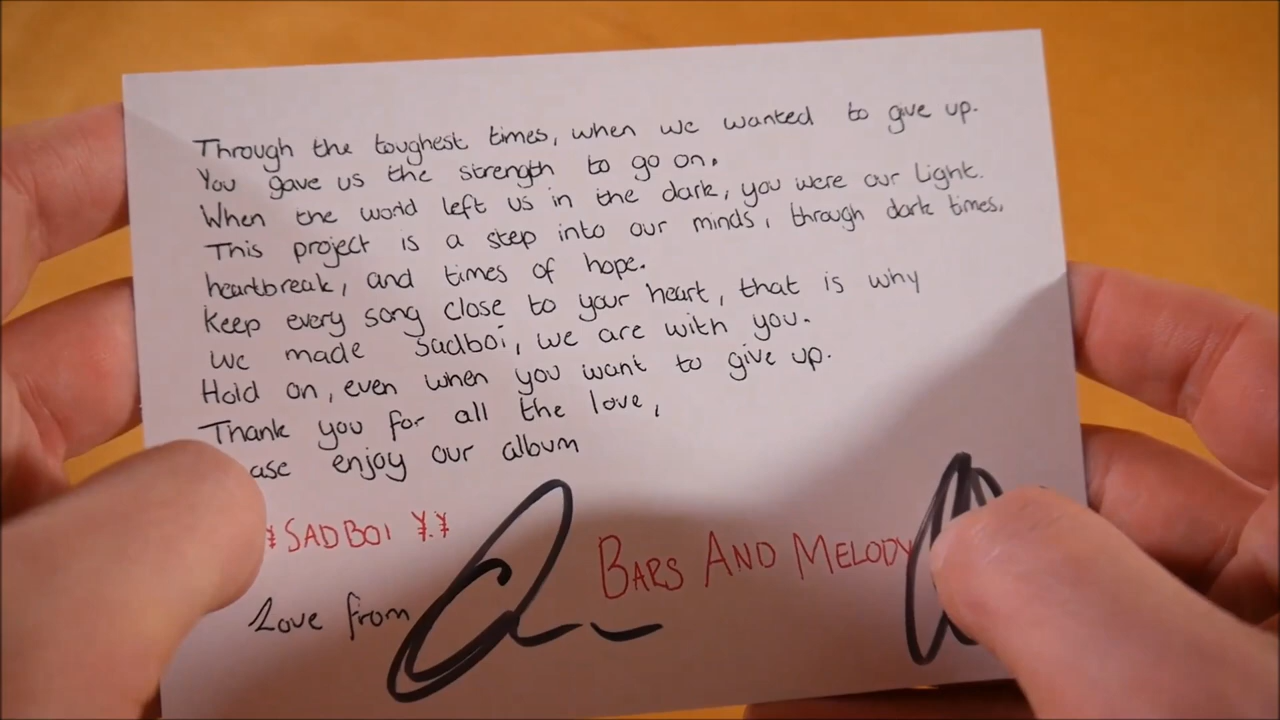 Through the toughest times, when we wanted to give up.
You gave us the strength to go on.
When the world left us in the dark, you were our light.
This project is a step into our minds, through dark times,
heartbreak, and times of hope.
Keep every song close to your heart, that is why
we made Sadboi, we are with you.
Hold on, even when you want to give up.
Thank you for all the love,
ase enjoy our album
¥SADBOI ¥.¥
BARS AND MELODY
Love from